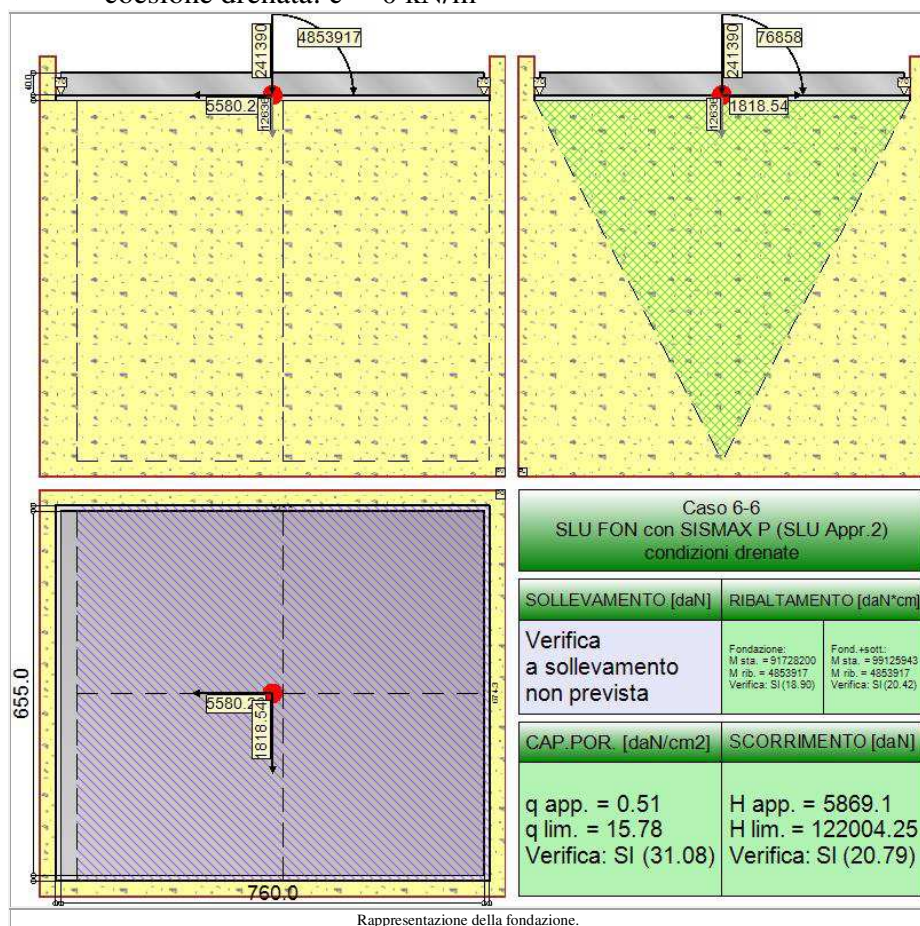 coesione drenata: c
kN/m
241390
4853917
5580.2
241390
76858
1818.54
655.0
5580.2
1818.54
760.0
Caso 6-6
SLU FON con SISMAX P (SLU Appr.2)
condizioni drenate
SOLLEVAMENTO [daN]
RIBALTAMENTO [daN*cm]
Verifica
a sollevamento
non prevista
Fondazione:
M sta. = 91728200
M rib. = 4853917
Verifica: SI (18.90)
Fond.+sott.:
M sta. = 99125943
M rib. = 4853917
Verifica: SI (20.42)
CAP.POR. [daN/cm2]
SCORRIMENTO [daN]
q app. = 0.51
q lim. = 15.78
Verifica: SI (31.08)
H app. = 5869.1
H lim. = 122004.25
Verifica: SI (20.79)
Rappresentazione della fondazione.